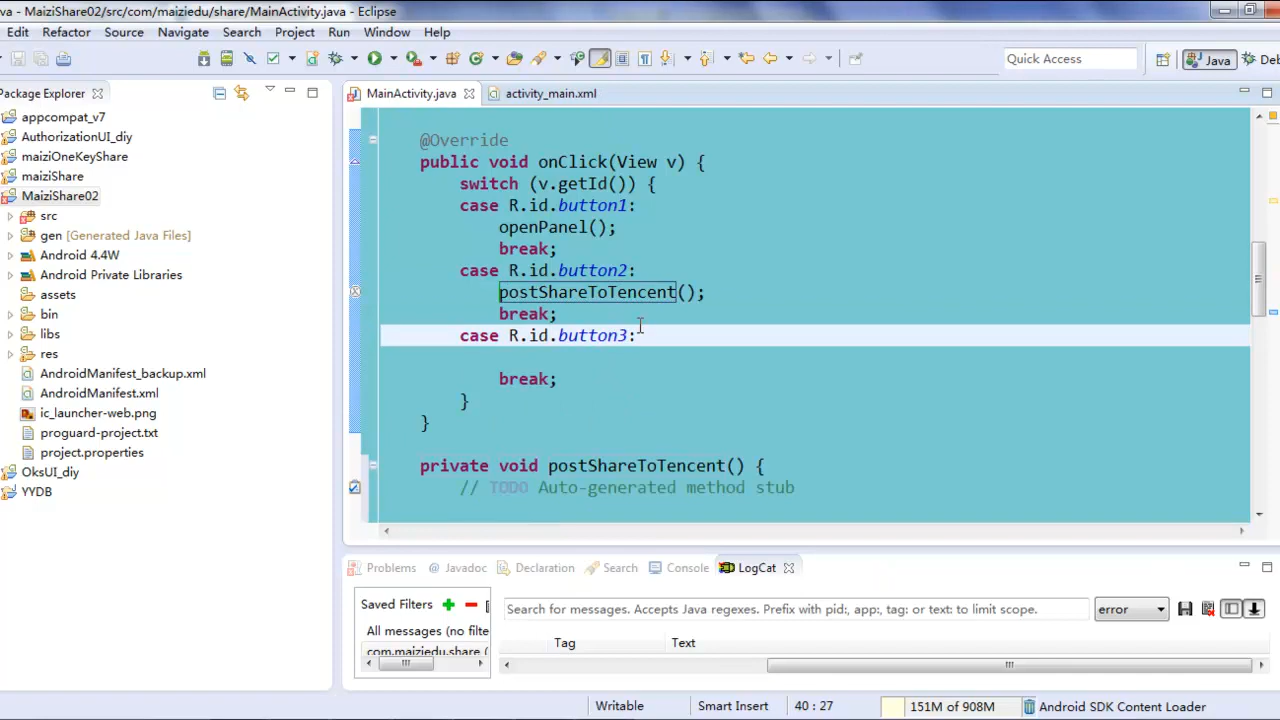 va - MaiziShare02/src/com/maiziedu/share/MainActivity.java - Eclipse
Edit Refactor Source Navigate Search Project Run Window Help
Quick Access
Java
Deb
Package Explorer
MainActivity.java
activity_main.xml
appcompat_v7
AuthorizationUI_diy
maiziOneKeyShare
maiziShare
MaiziShare02
src
gen [Generated Java Files]
Android 4.4W
Android Private Libraries
assets
bin
libs
res
AndroidManifest_backup.xml
AndroidManifest.xml
ic_launcher-web.png
proguard-project.txt
project.properties
OksUI_diy
YYDB
@Override
public void onClick(View v) {
switch (v.getId()) {
case R.id.button1:
openPanel();
break;
case R.id.button2:
postShareToTencent();
break;
case R.id.button3:
break;
}
}
private void postShareToTencent() {
// TODO Auto-generated method stub
Problems @ Javadoc Declaration Search Console LogCat
Saved Filters
Search for messages. Accepts Java regexes. Prefix with pid:, app:, tag: or text: to limit scope.
error
All messages (no filte
com.maiziedu.share (
Tag
Text
Writable
Smart Insert
40 : 27
151M of 908M
Android SDK Content Loader